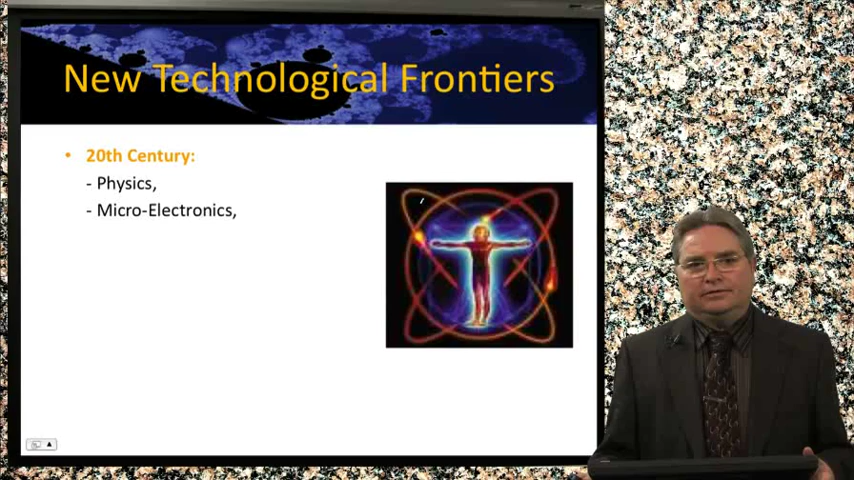 New Technological Frontiers
• 20th Century:
- Physics,
- Micro-Electronics,